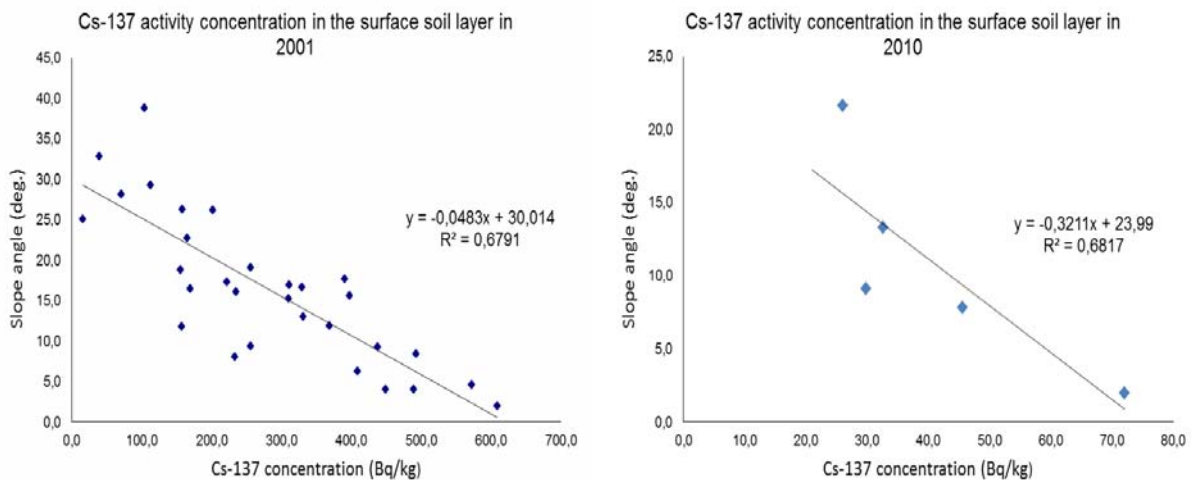 Cs-137 activity concentration in the surface soil layer in
2001
45,0
40,0
35,0
30,0
25,0
20,0
15,0
10,0
5,0
0,0
Slope angle (deg.)
y = -0,0483x + 30,014
R² = 0,6791
0,0 100,0 200,0 300,0 400,0 500,0 600,0 700,0
Cs-137 concentration (Bq/kg)
Cs-137 activity concentration in the surface soil layer in
2010
25,0
20,0
15,0
10,0
5,0
0,0
Slope angle (deg.)
y = -0,3211x + 23,99
R² = 0,6817
0,0 10,0 20,0 30,0 40,0 50,0 60,0 70,0 80,0
Cs-137 concentration (Bq/kg)